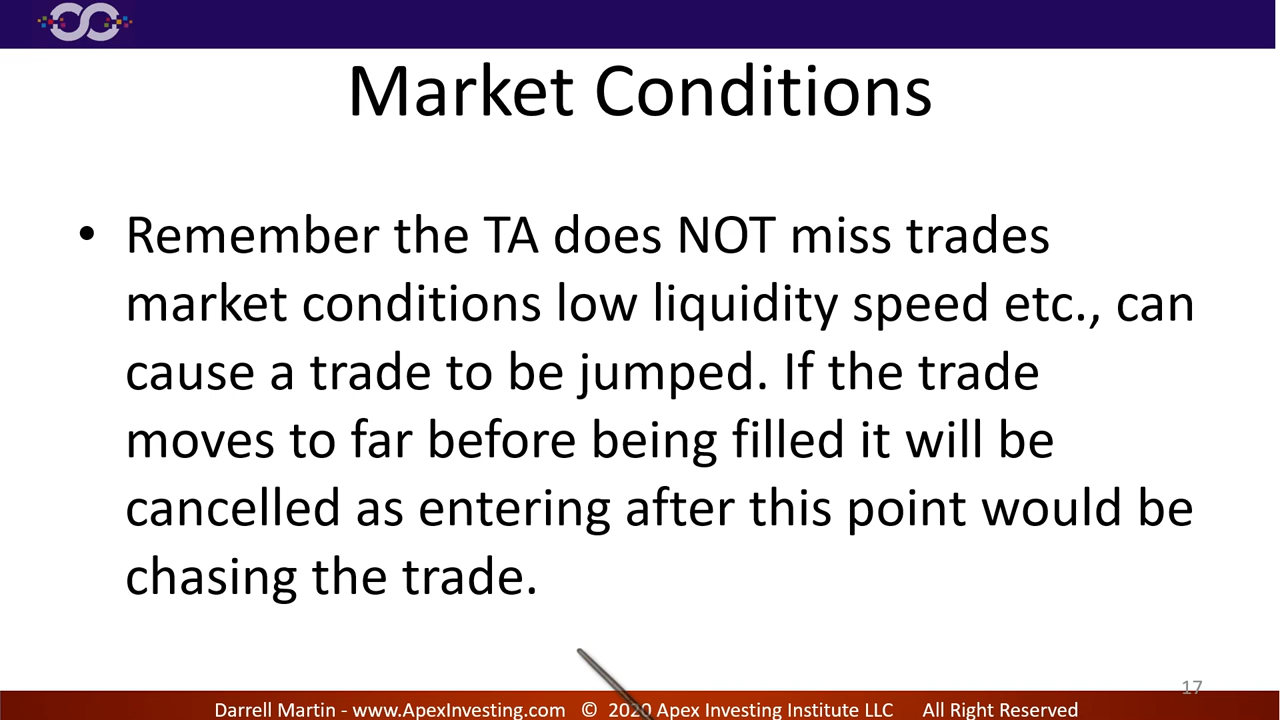 Market Conditions
• Remember the TA does NOT miss trades
market conditions low liquidity speed etc., can
cause a trade to be jumped. If the trade
moves to far before being filled it will be
cancelled as entering after this point would be
chasing the trade.
17
Darrell Martin - www.ApexInvesting.com © 2020 Apex Investing Institute LLC All Right Reserved